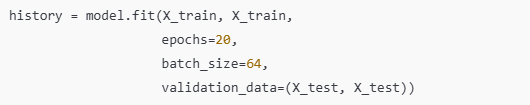 history = model.fit(X_train, X_train,
                    epochs=20,
                    batch_size=64,
                    validation_data=(X_test, X_test))